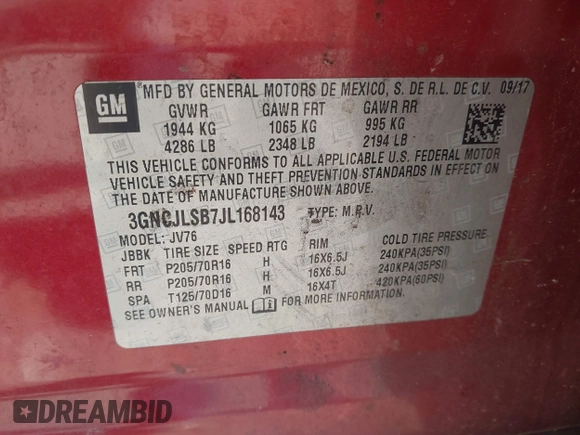 GM
MFD BY GENERAL MOTORS DE MEXICO, S. DE R.L. DE C.V. 09/17
GVWR GAWR FRT GAWR RR
1944 KG 1065 KG 995 KG
4286 LB 2348 LB 2194 LB
THIS VEHICLE CONFORMS TO ALL APPLICABLE U.S. FEDERAL MOTOR
VEHICLE SAFETY AND THEFT PREVENTION STANDARDS IN EFFECT ON
THE DATE OF MANUFACTURE SHOWN ABOVE.
3GNCJLSB7JL168143 TYPE: M.P.V.
MODEL: JV76
JBBK TIRE SIZE SPEED RTG RIM COLD TIRE PRES
FRT P205/70R16 H 16X6.5J 240KPA(35PSI)
RR P205/70R16 H 16X6.5J 240KPA(35PSI)
SPA T125/70D16 M 16X4T 420KPA(60PSI)
SEE OWNER'S MANUAL FOR MORE INFORMATION.
DREAMBID